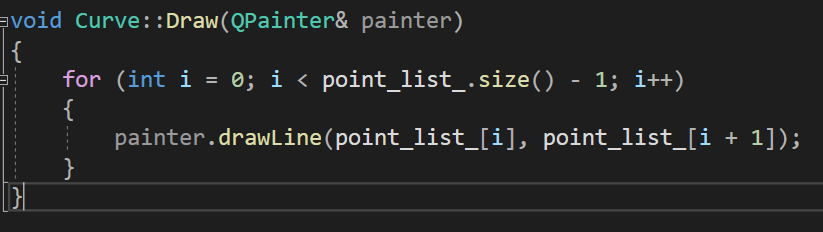 void Curve::Draw(QPainter& painter)
{
    for (int i = 0; i < point_list_.size() - 1; i++)
    {
        painter.drawLine(point_list_[i], point_list_[i + 1]);
    }
}